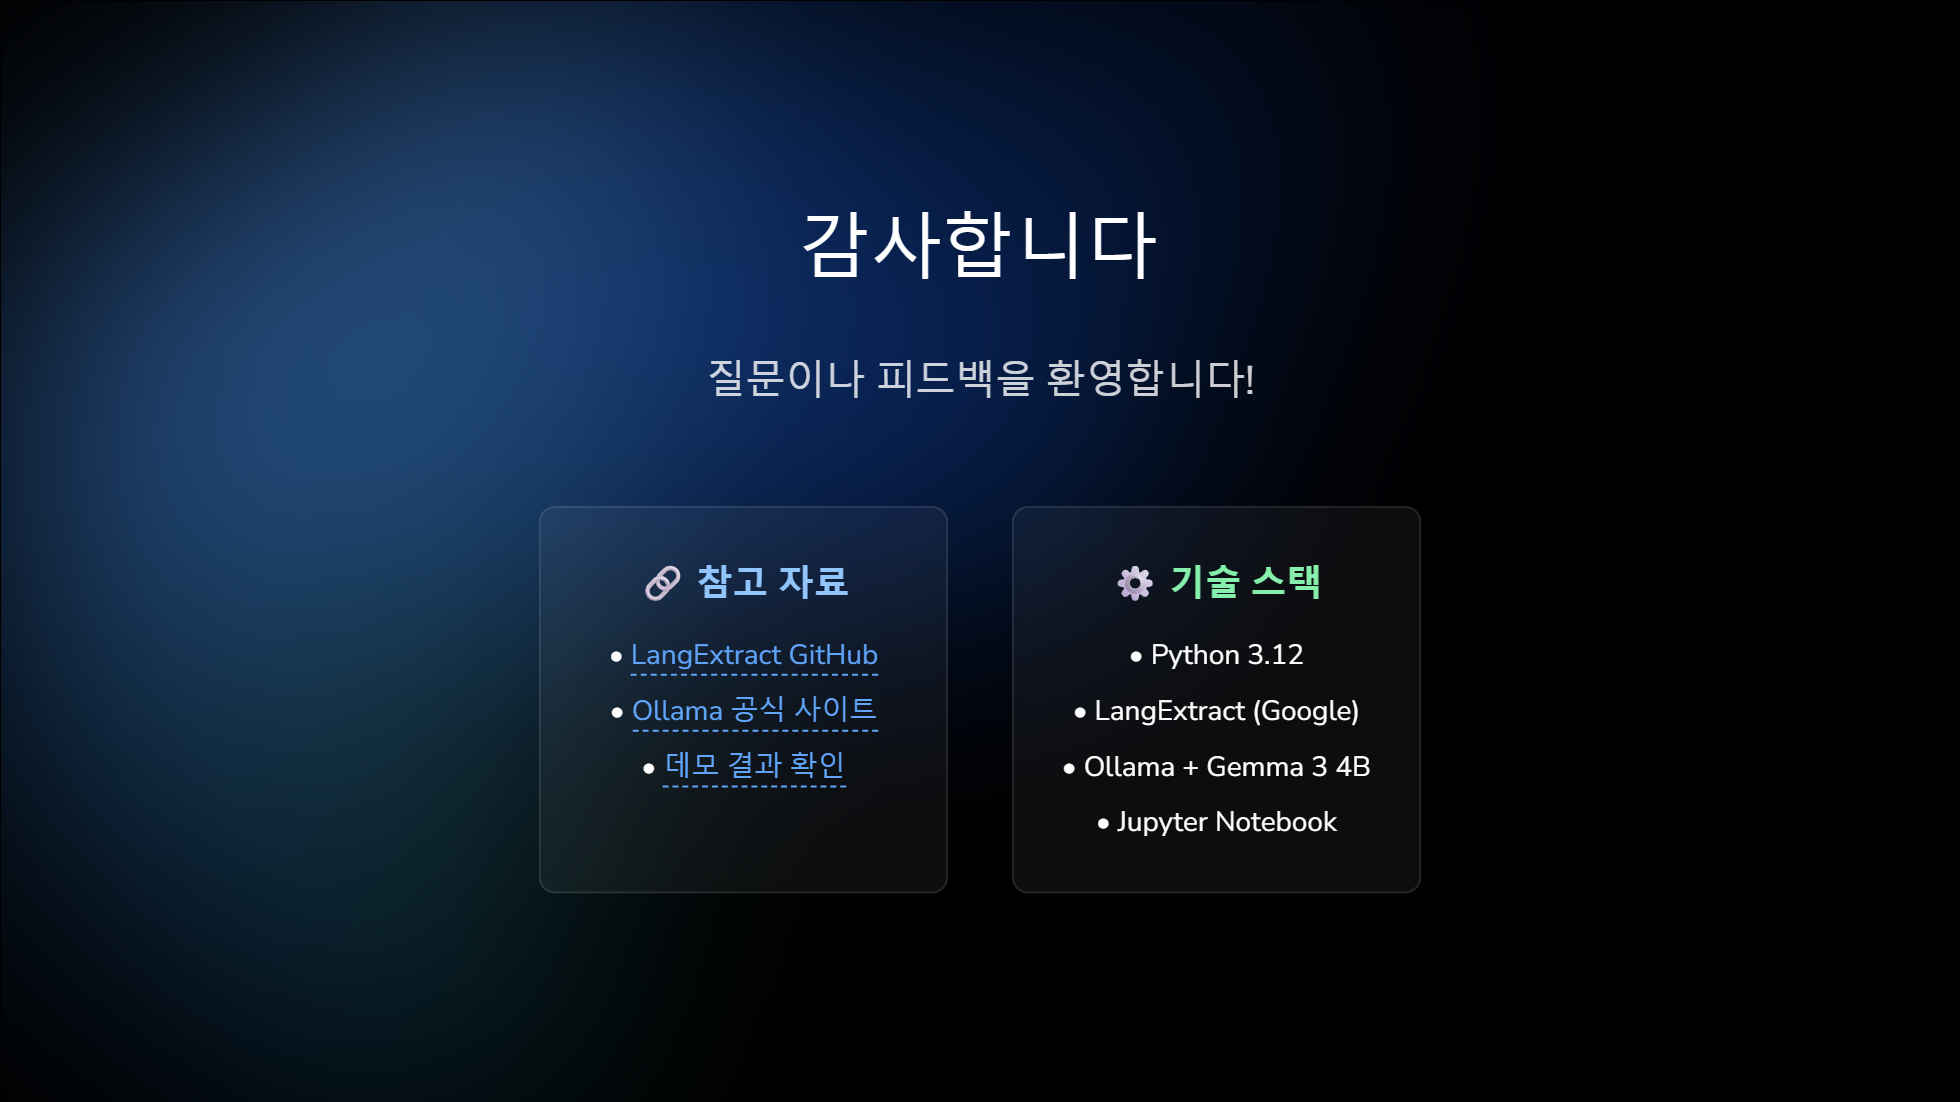 감사합니다
질문이나 피드백을 환영합니다!
🔗 참고 자료
• LangExtract GitHub
• Ollama 공식 사이트
• 데모 결과 확인
⚙️ 기술 스택
• Python 3.12
• LangExtract (Google)
• Ollama + Gemma 3 4B
• Jupyter Notebook